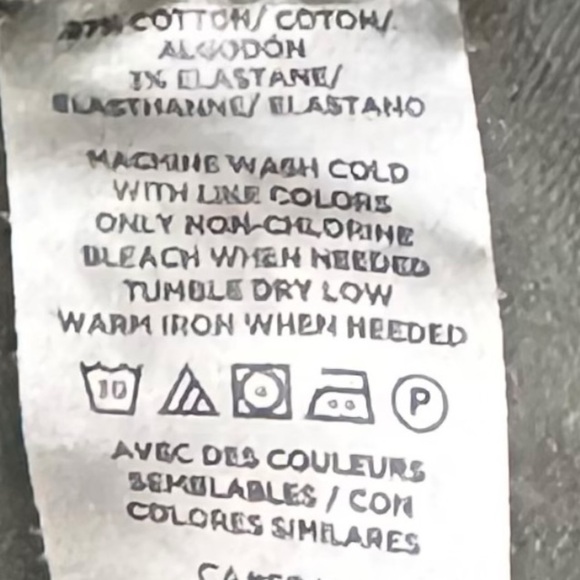 COTTON/ COTON/
ALGODÓN
ELASTANE/
ELASTHANNE/ ELASTANO
MACHINE WASH COLD
WITH LIKE COLORS
ONLY NON-CHLORINE
BLEACH WHEN NEEDED
TUMBLE DRY LOW
WARM IRON WHEN NEEDED
P
AVEC DES COULEURS
SEMBLABLES / CON
COLORES SIMILARES